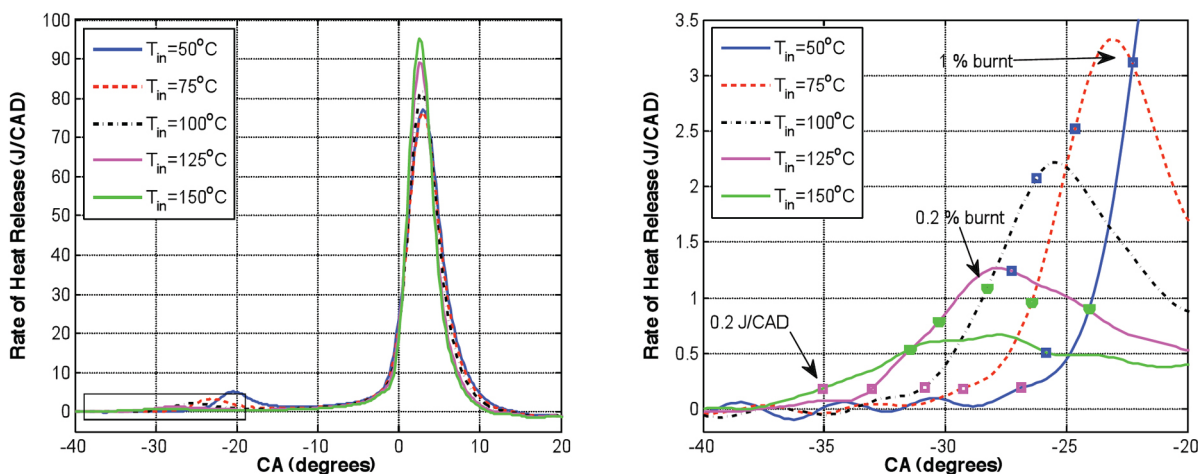 Rate of Heat Release (J/CAD)
100
90
80
70
60
50
40
30
20
10
0
T_in=50°C
T_in=75°C
T_in=100°C
T_in=125°C
T_in=150°C
-40 -30 -20 -10 0 10 20
CA (degrees)
Rate of Heat Release (J/CAD)
3.5
3
2.5
2
1.5
1
0.5
0
T_in=50°C
T_in=75°C
T_in=100°C
T_in=125°C
T_in=150°C
1 % burnt
0.2 % burnt
0.2 J/CAD
-40 -35 -30 -25 -20
CA (degrees)